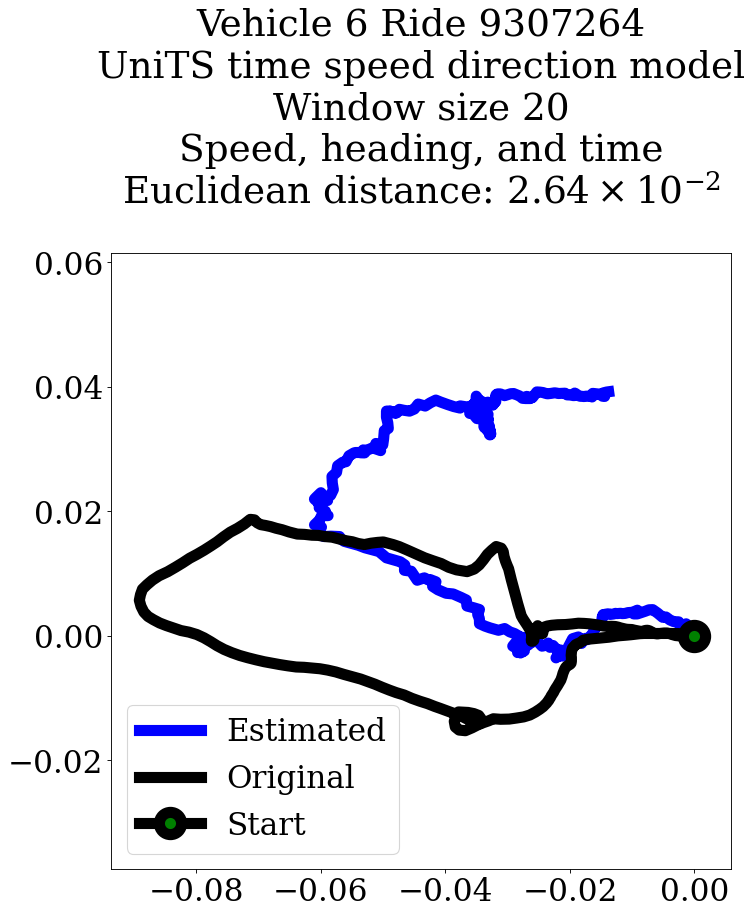 Vehicle 6 Ride 9307264
UniTS time speed direction model
Window size 20
Speed, heading, and time
Euclidean distance: 2.64 × 10⁻²
0.06
0.04
0.02
0.00
−0.02
Estimated
Original
Start
−0.08 −0.06 −0.04 −0.02 0.00